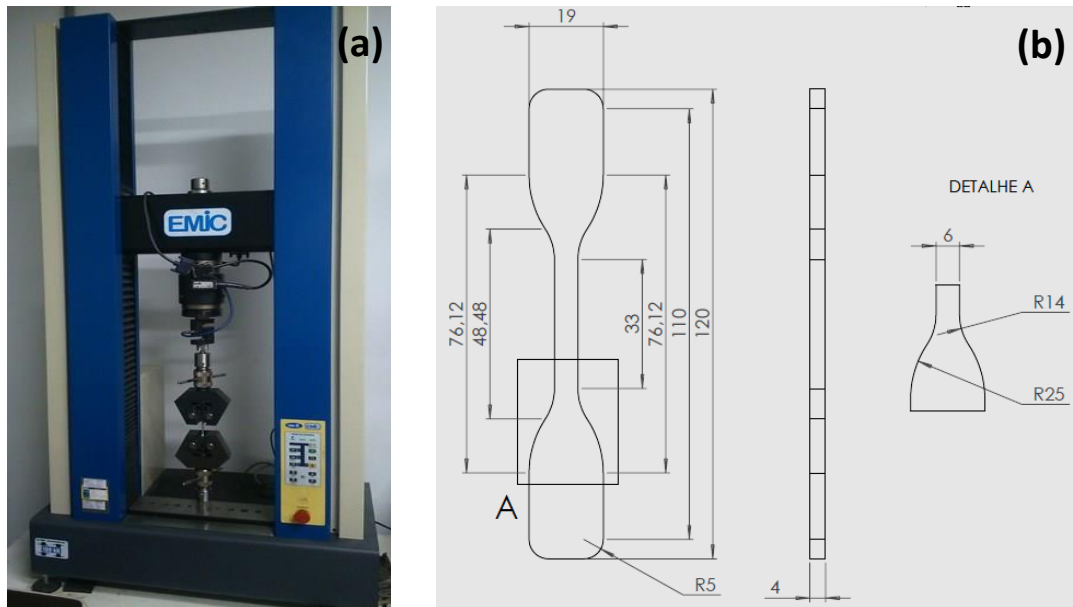 (a)
EMIC
(b)
19
DETALHE A
6
R14
R25
76,12
48,48
33
76,12
110
120
A
R5
4